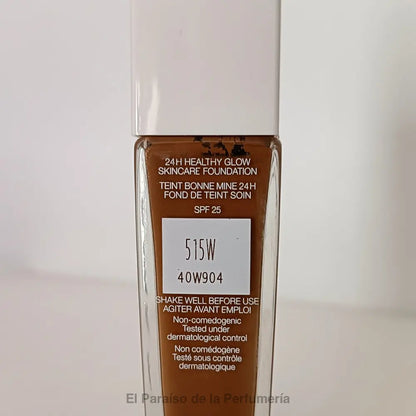 24H HEALTHY GLOW
SKINCARE FOUNDATION
TEINT BONNE MINE 24H
FOND DE TEINT SOIN
SPF 25
515W
40W904
SHAKE WELL BEFORE USE
AGITER AVANT EMPLOI
Non-comedogenic
Tested under
dermatological control
Non comédogène
Testé sous contrôle
dermatologique
El Paraíso de la Perfumería